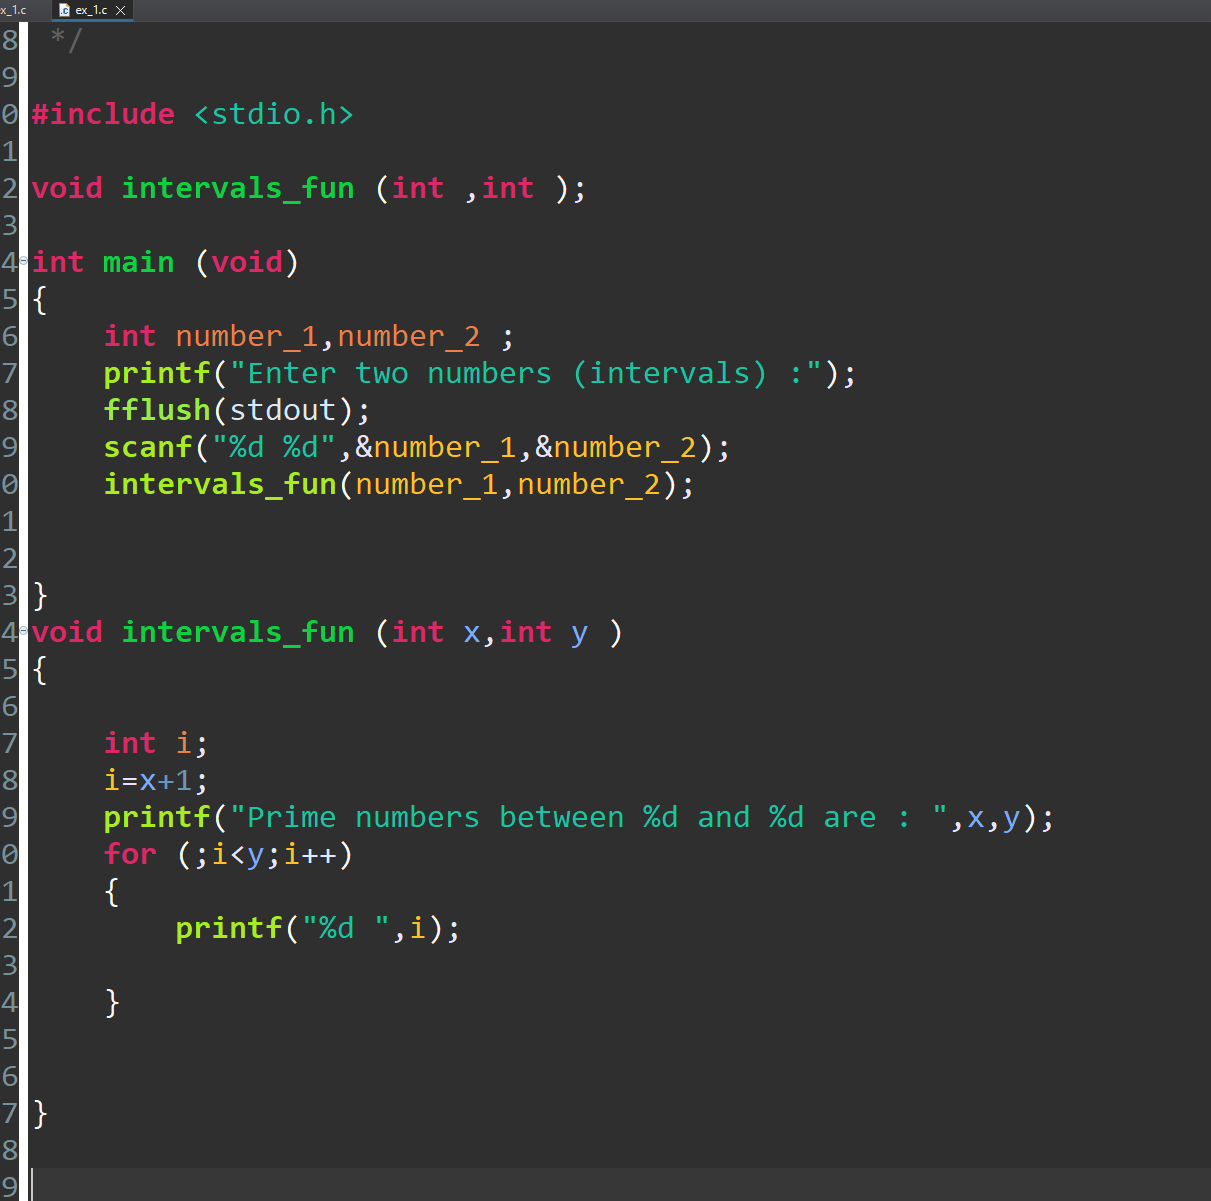 x_1.c ex_1.c
8 */
9
0 #include <stdio.h>
1
2 void intervals_fun (int ,int );
3
4 int main (void)
5 {
6 int number_1,number_2 ;
7 printf("Enter two numbers (intervals) :");
8 fflush(stdout);
9 scanf("%d %d",&number_1,&number_2);
0 intervals_fun(number_1,number_2);
1
2
3 }
4 void intervals_fun (int x,int y )
5 {
6
7 int i;
8 i=x+1;
9 printf("Prime numbers between %d and %d are : ",x,y);
0 for (;i<y;i++)
1 {
2 printf("%d ",i);
3
4 }
5
6
7 }
8
9